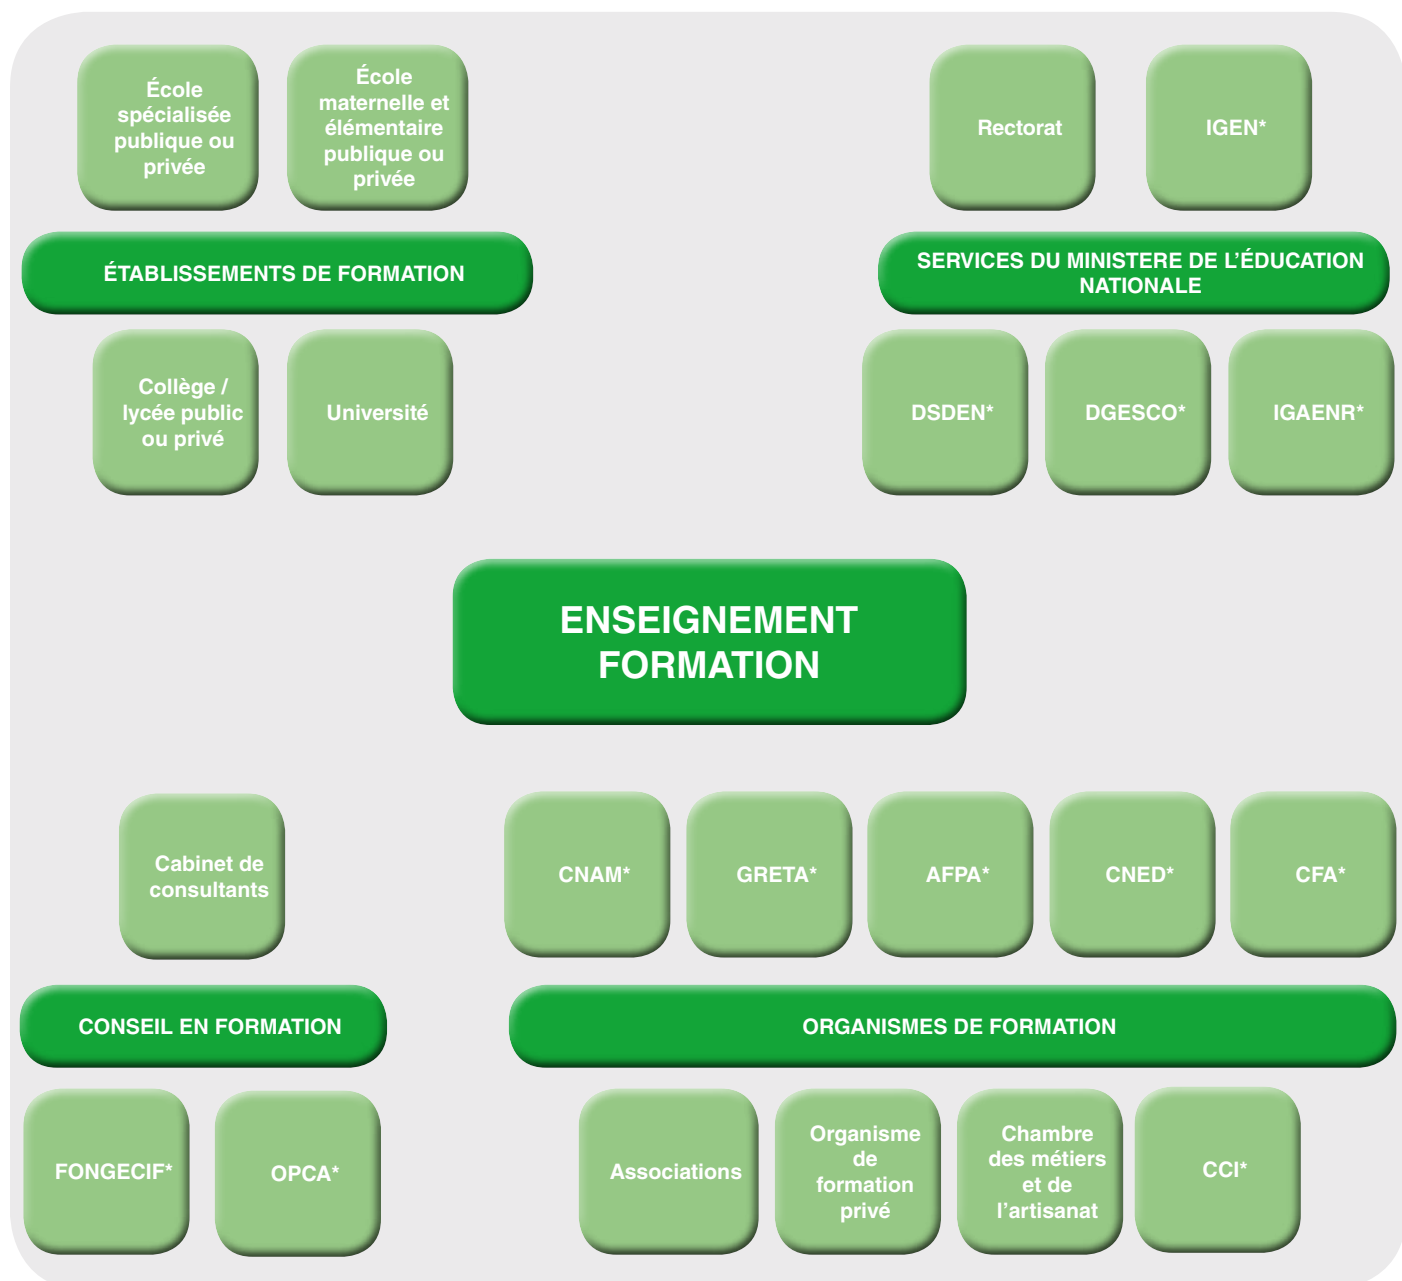 École
spécialisée
publique ou
privée
École
maternelle et
élémentaire
publique ou
privée
Rectorat
IGEN*
ÉTABLISSEMENTS DE FORMATION
SERVICES DU MINISTERE DE L’ÉDUCATION
NATIONALE
Collège /
lycée public
ou privé
Université
DSDEN*
DGESCO*
IGAENR*
ENSEIGNEMENT
FORMATION
Cabinet de
consultants
CNAM*
GRETA*
AFPA*
CNED*
CFA*
CONSEIL EN FORMATION
ORGANISMES DE FORMATION
FONGECIF*
OPCA*
Associations
Organisme
de
formation
privé
Chambre
des métiers
et de
l’artisanat
CCI*